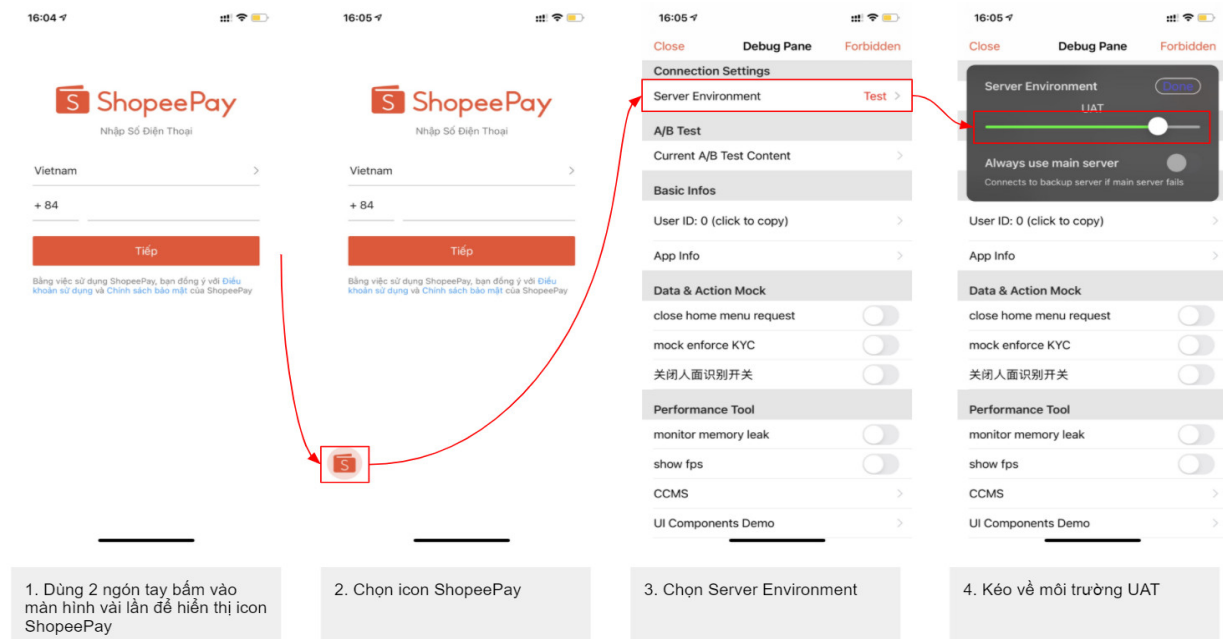 16:04
ShopeePay
Nhập Số Điện Thoại
Vietnam
+ 84
Tiếp
Bằng việc sử dụng ShopeePay, bạn đồng ý với Điều
khoản sử dụng và Chính sách bảo mật của ShopeePay
1. Dùng 2 ngón tay bấm vào
màn hình vài lần để hiển thị icon
ShopeePay
16:05
ShopeePay
Nhập Số Điện Thoại
Vietnam
+ 84
Tiếp
Bằng việc sử dụng ShopeePay, bạn đồng ý với Điều
khoản sử dụng và Chính sách bảo mật của ShopeePay
S
2. Chọn icon ShopeePay
16:05
Close Debug Pane Forbidden
Connection Settings
Server Environment Test
A/B Test
Current A/B Test Content
Basic Infos
User ID: 0 (click to copy)
App Info
Data & Action Mock
close home menu request
mock enforce KYC
关闭人面识别开关
Performance Tool
monitor memory leak
show fps
CCMS
UI Components Demo
3. Chọn Server Environment
16:05
Close Debug Pane Forbidden
Server Environment Done
UAT
Always use main server
Connects to backup server if main server fails
User ID: 0 (click to copy)
App Info
Data & Action Mock
close home menu request
mock enforce KYC
关闭人面识别开关
Performance Tool
monitor memory leak
show fps
CCMS
UI Components Demo
4. Kéo về môi trường UAT